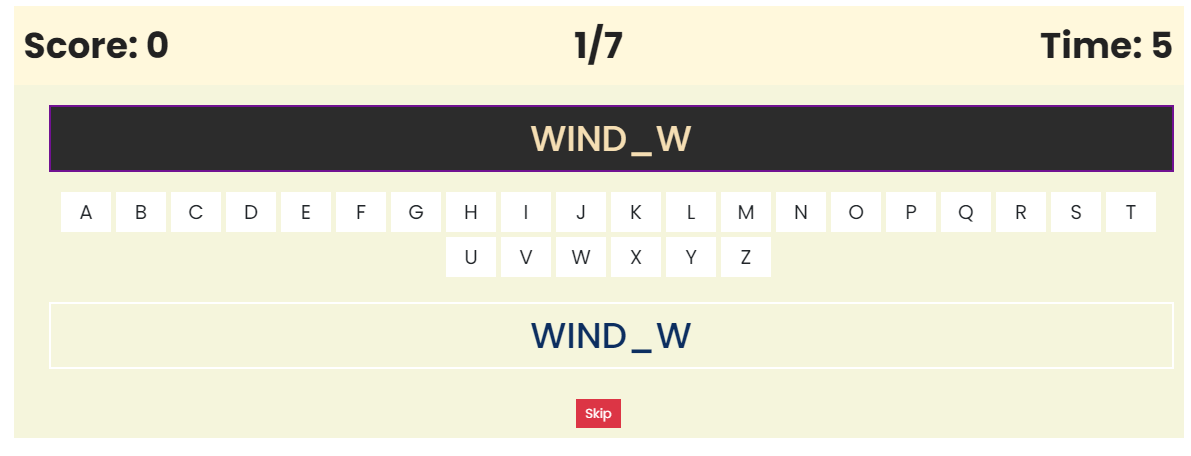 Score: 0 1/7 Time: 5
WIND_W
A B C D E F G H I J K L M N O P Q R S T
U V W X Y Z
WIND_W
Skip